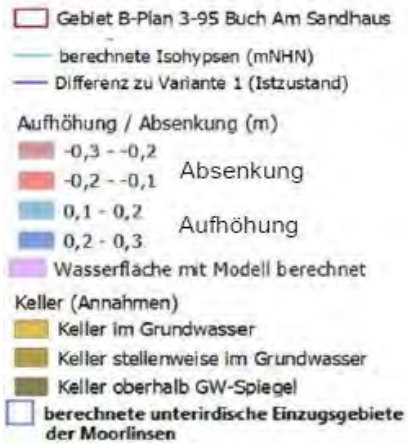 Gebiet B-Plan 3-95 Buch Am Sandhaus
berechnete Isohypsen (mNHN)
Differenz zu Variante 1 (Istzustand)
Aufhöhung / Absenkung (m)
-0,3 - -0,2
-0,2 - -0,1
Absenkung
0,1 - 0,2
0,2 - 0,3
Aufhöhung
Wasserfläche mit Modell berechnet
Keller (Annahmen)
Keller im Grundwasser
Keller stellenweise im Grundwasser
Keller oberhalb GW-Spiegel
berechnete unterirdische Einzugsgebiete
der Moorlinsen